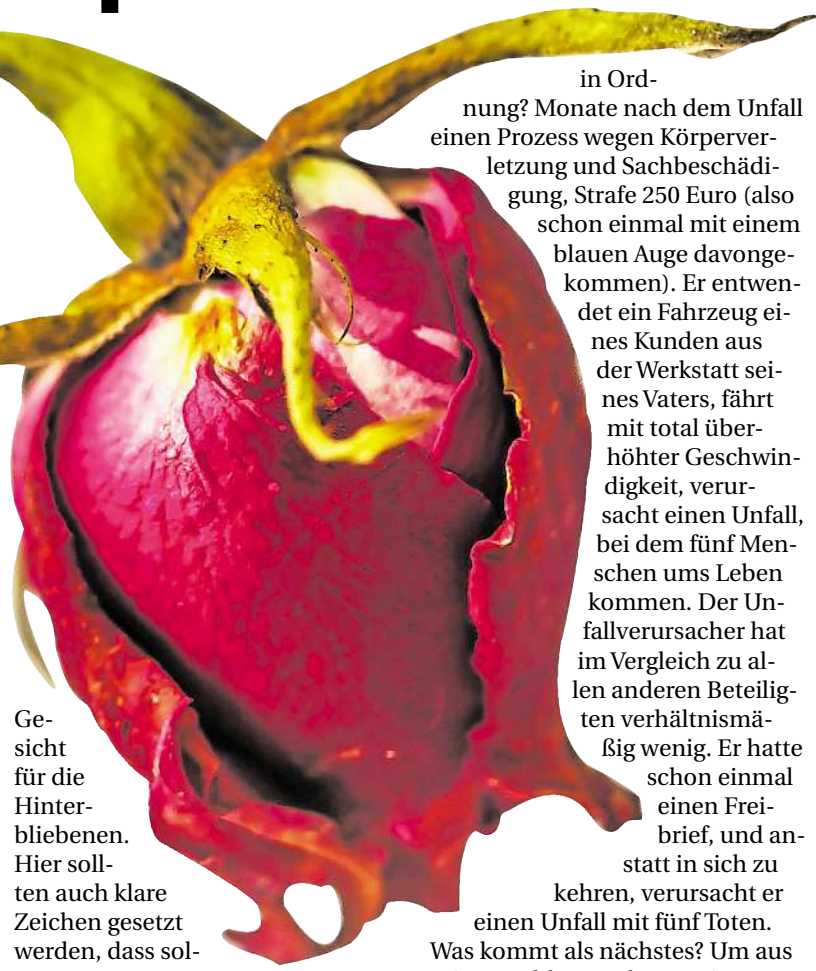 Ge-
sicht
für die
Hinter-
bliebenen.
Hier soll-
ten auch klare
Zeichen gesetzt
werden, dass sol-
in Ord-
nung? Monate nach dem Unfall
einen Prozess wegen Körperver-
letzung und Sachbeschädi-
gung, Strafe 250 Euro (also
schon einmal mit einem
blauen Auge davonge-
kommen). Er entwen-
det ein Fahrzeug ei-
nes Kunden aus
der Werkstatt sei-
nes Vaters, fährt
mit total über-
höhter Geschwin-
digkeit, verur-
sacht einen Unfall,
bei dem fünf Men-
schen ums Leben
kommen. Der Un-
fallverursacher hat
im Vergleich zu al-
len anderen Beteilig-
ten verhältnismä-
ßig wenig. Er hatte
schon einmal
einen Frei-
brief, und an-
statt in sich zu
kehren, verursacht er
einen Unfall mit fünf Toten.
Was kommt als nächstes? Um aus